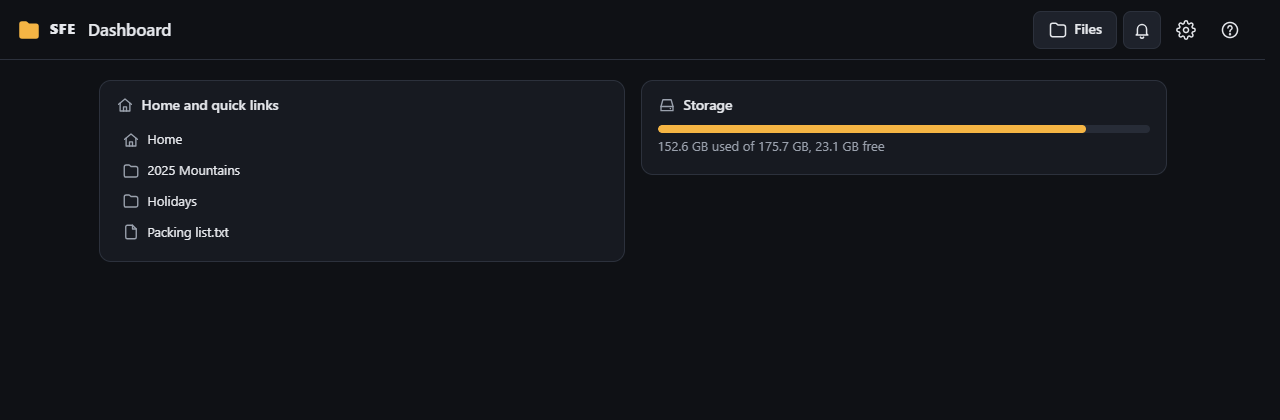 SFE Dashboard
Files
Home and quick links
Home
2025 Mountains
Holidays
Packing list.txt
Storage
152.6 GB used of 175.7 GB, 23.1 GB free